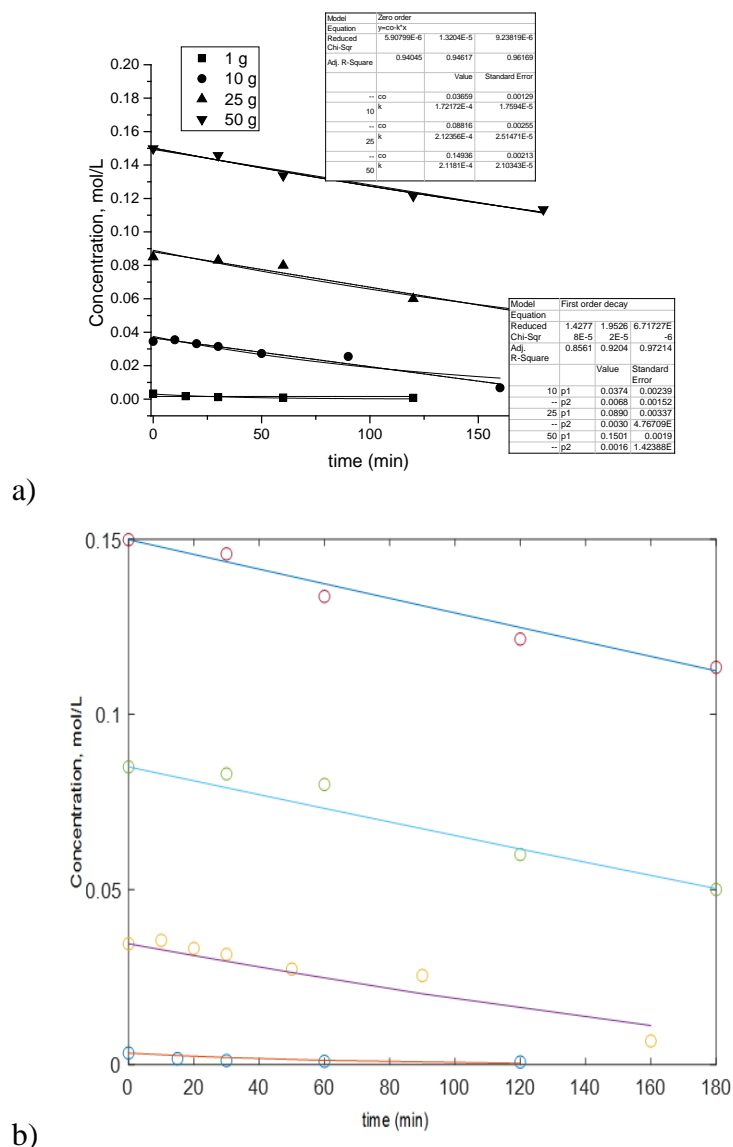 Model Zero order
Equation y=co-k*x
Reduced Chi-Sqr 5.90799E-6 1.3204E-5 9.23819E-6
Adj. R-Square 0.94045 0.94617 0.96169
Value Standard Error
-- co 0.03659 0.00129
10 k 1.72172E-4 1.7594E-5
-- co 0.08816 0.00255
25 k 2.12356E-4 2.51471E-5
-- co 0.14936 0.00213
50 k 2.1181E-4 2.10343E-5
1 g
10 g
25 g
50 g
0.20
0.18
0.16
0.14
0.12
0.10
0.08
0.06
0.04
0.02
0.00
Concentration, mol/L
0 50 100 150
time (min)
Model First order decay
Equation
Reduced Chi-Sqr 1.4277 8E-5 1.9526 2E-5 6.71727E -6
Adj. R-Square 0.8561 0.9204 0.97214
Value Standard Error
10 p1 0.0374 0.00239
-- p2 0.0068 0.00152
25 p1 0.0890 0.00337
-- p2 0.0030 4.76709E
50 p1 0.1501 0.0019
-- p2 0.0016 1.42388E
a)
0.15
0.1
0.05
0
Concentration, mol/L
0 20 40 60 80 100 120 140 160 180
time (min)
b)